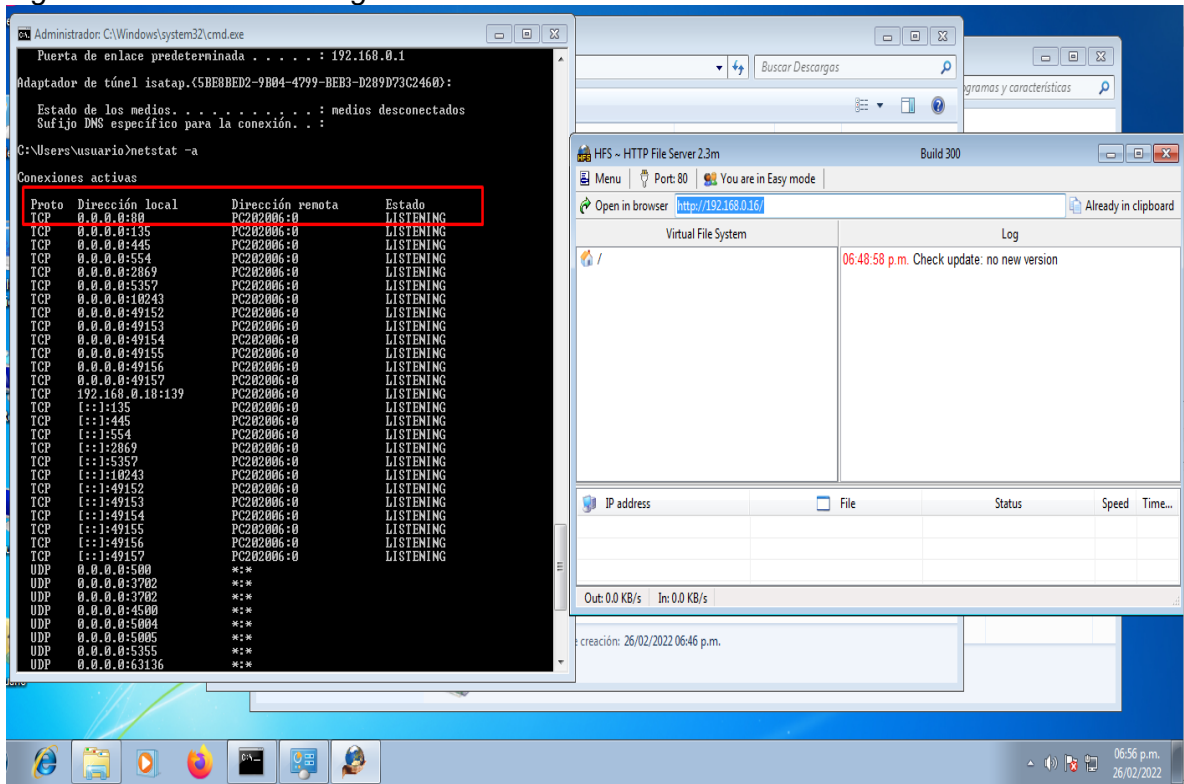 Administrador: C:\Windows\system32\cmd.exe
Puerta de enlace predeterminada . . . . . : 192.168.0.1
Adaptador de túnel isatap.{5BE8BED2-9B04-4799-BEB3-D289D73C2460}:
Estado de los medios. . . . . . . . . . . : medios desconectados
Sufijo DNS específico para la conexión. . :
C:\Users\usuario>netstat -a
Conexiones activas
Proto Dirección local Dirección remota Estado
TCP 0.0.0.0:80 PC202006:0 LISTENING
TCP 0.0.0.0:135 PC202006:0 LISTENING
TCP 0.0.0.0:445 PC202006:0 LISTENING
TCP 0.0.0.0:554 PC202006:0 LISTENING
TCP 0.0.0.0:2869 PC202006:0 LISTENING
TCP 0.0.0.0:5357 PC202006:0 LISTENING
TCP 0.0.0.0:10243 PC202006:0 LISTENING
TCP 0.0.0.0:49152 PC202006:0 LISTENING
TCP 0.0.0.0:49153 PC202006:0 LISTENING
TCP 0.0.0.0:49154 PC202006:0 LISTENING
TCP 0.0.0.0:49155 PC202006:0 LISTENING
TCP 0.0.0.0:49156 PC202006:0 LISTENING
TCP 0.0.0.0:49157 PC202006:0 LISTENING
TCP 192.168.0.18:139 PC202006:0 LISTENING
TCP [::]:135 PC202006:0 LISTENING
TCP [::]:445 PC202006:0 LISTENING
TCP [::]:554 PC202006:0 LISTENING
TCP [::]:2869 PC202006:0 LISTENING
TCP [::]:5357 PC202006:0 LISTENING
TCP [::]:10243 PC202006:0 LISTENING
TCP [::]:49152 PC202006:0 LISTENING
TCP [::]:49153 PC202006:0 LISTENING
TCP [::]:49154 PC202006:0 LISTENING
TCP [::]:49155 PC202006:0 LISTENING
TCP [::]:49156 PC202006:0 LISTENING
TCP [::]:49157 PC202006:0 LISTENING
UDP 0.0.0.0:500 *:*
UDP 0.0.0.0:3702 *:*
UDP 0.0.0.0:3702 *:*
UDP 0.0.0.0:4500 *:*
UDP 0.0.0.0:5004 *:*
UDP 0.0.0.0:5005 *:*
UDP 0.0.0.0:5355 *:*
UDP 0.0.0.0:63136 *:*
Buscar Descargas
ogramas y características
HFS ~ HTTP File Server 2.3m Build 300
Menu Port: 80 You are in Easy mode
Open in browser http://192.168.0.16/ Already in clipboard
Virtual File System Log
/ 06:48:58 p.m. Check update: no new version
IP address File Status Speed Time...
Out: 0.0 KB/s In: 0.0 KB/s
e creación: 26/02/2022 06:46 p.m.
06:56 p.m.
26/02/2022